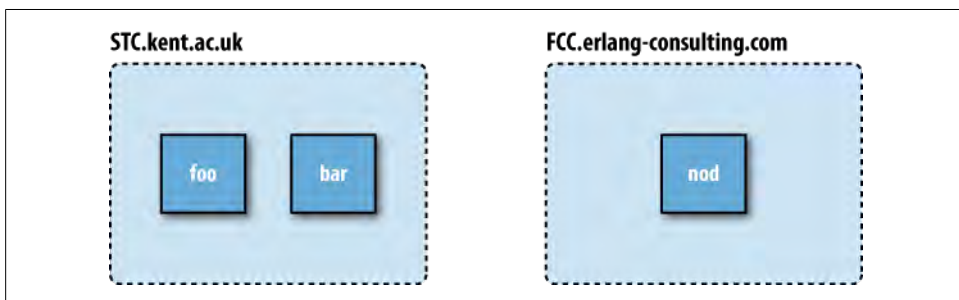 STC.kent.ac.uk
foo
bar
FCC.erlang-consulting.com
nod